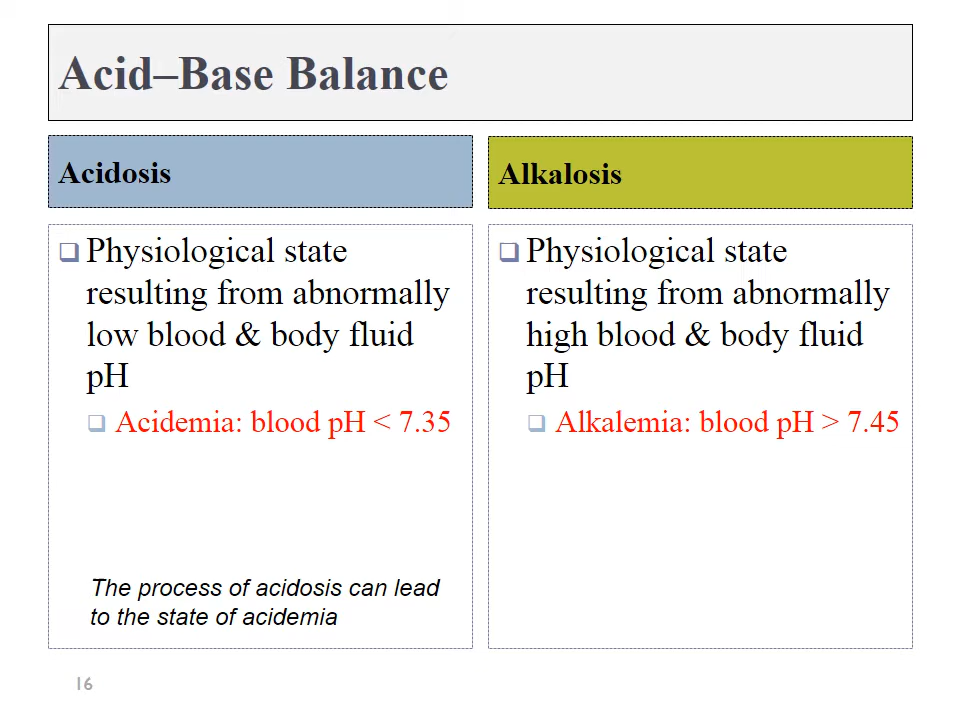 Acid–Base Balance
Acidosis
Physiological state
resulting from abnormally
low blood & body fluid
pH
Acidemia: blood pH < 7.35
The process of acidosis can lead
to the state of acidemia
Alkalosis
Physiological state
resulting from abnormally
high blood & body fluid
pH
Alkalemia: blood pH > 7.45
16